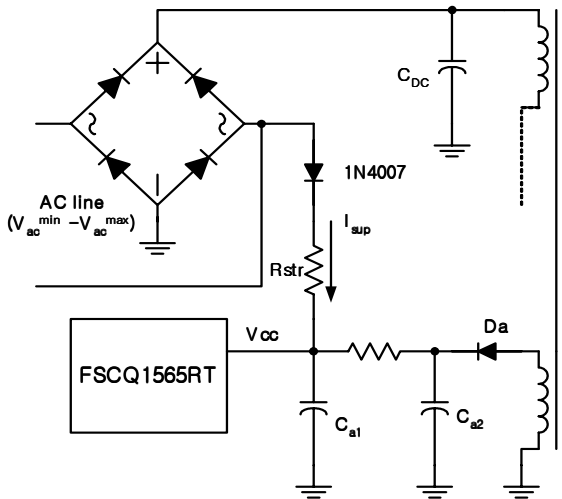 +
C_DC
~
~
1N4007
−
AC line
(V_ac^min –V_ac^max)
I_sup
Rstr
Vcc
Da
FSCQ1565RT
C_a1
C_a2